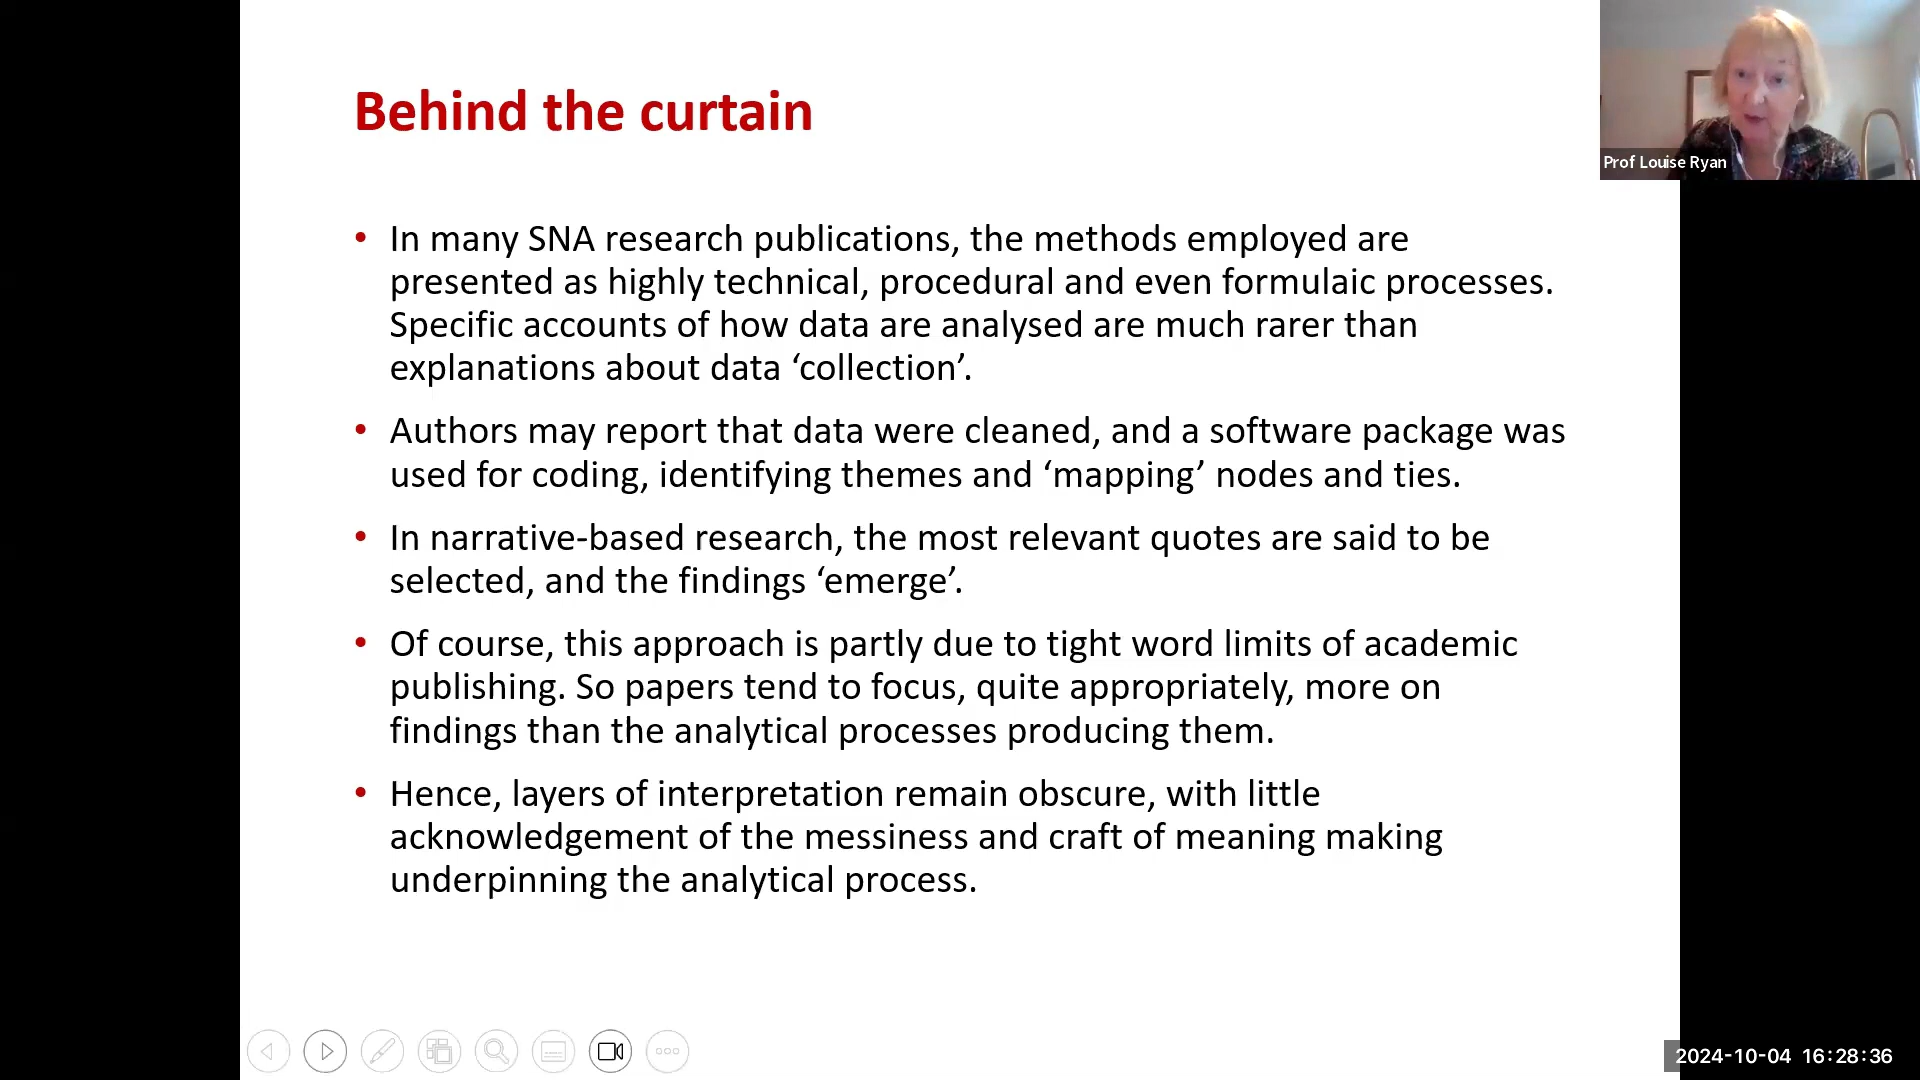 Behind the curtain
Prof Louise Ryan
• In many SNA research publications, the methods employed are
presented as highly technical, procedural and even formulaic processes.
Specific accounts of how data are analysed are much rarer than
explanations about data ‘collection’.
• Authors may report that data were cleaned, and a software package was
used for coding, identifying themes and ‘mapping’ nodes and ties.
• In narrative-based research, the most relevant quotes are said to be
selected, and the findings ‘emerge’.
• Of course, this approach is partly due to tight word limits of academic
publishing. So papers tend to focus, quite appropriately, more on
findings than the analytical processes producing them.
• Hence, layers of interpretation remain obscure, with little
acknowledgement of the messiness and craft of meaning making
underpinning the analytical process.
2024-10-04 16:28:36